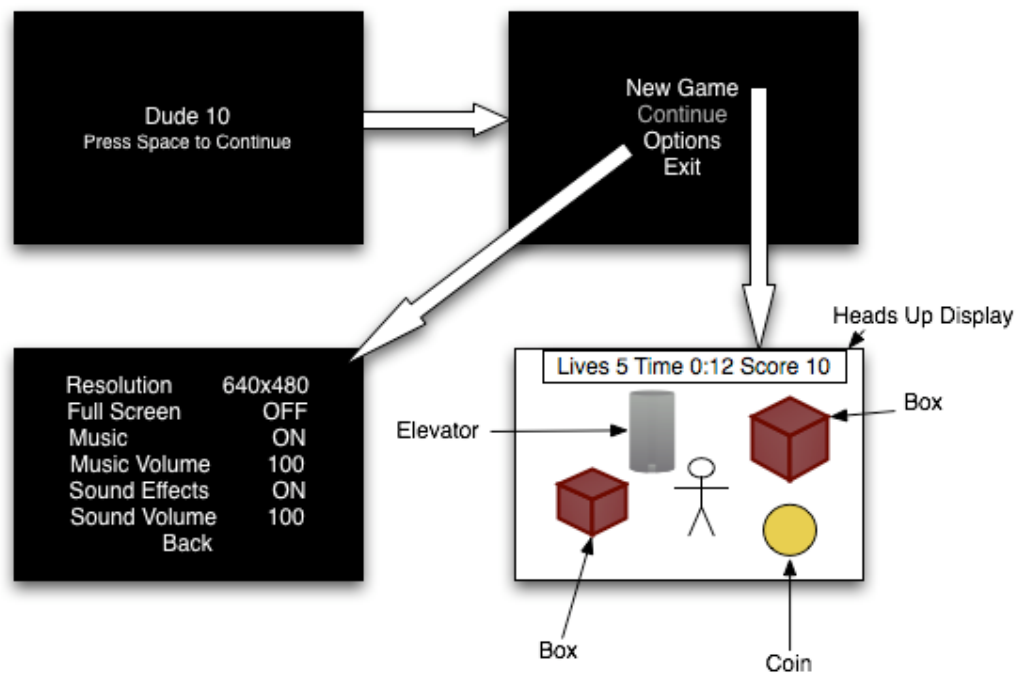 Dude 10
Press Space to Continue
New Game
Continue
Options
Exit
Resolution 640x480
Full Screen OFF
Music ON
Music Volume 100
Sound Effects ON
Sound Volume 100
Back
Heads Up Display
Lives 5 Time 0:12 Score 10
Box
Elevator
Box
Coin